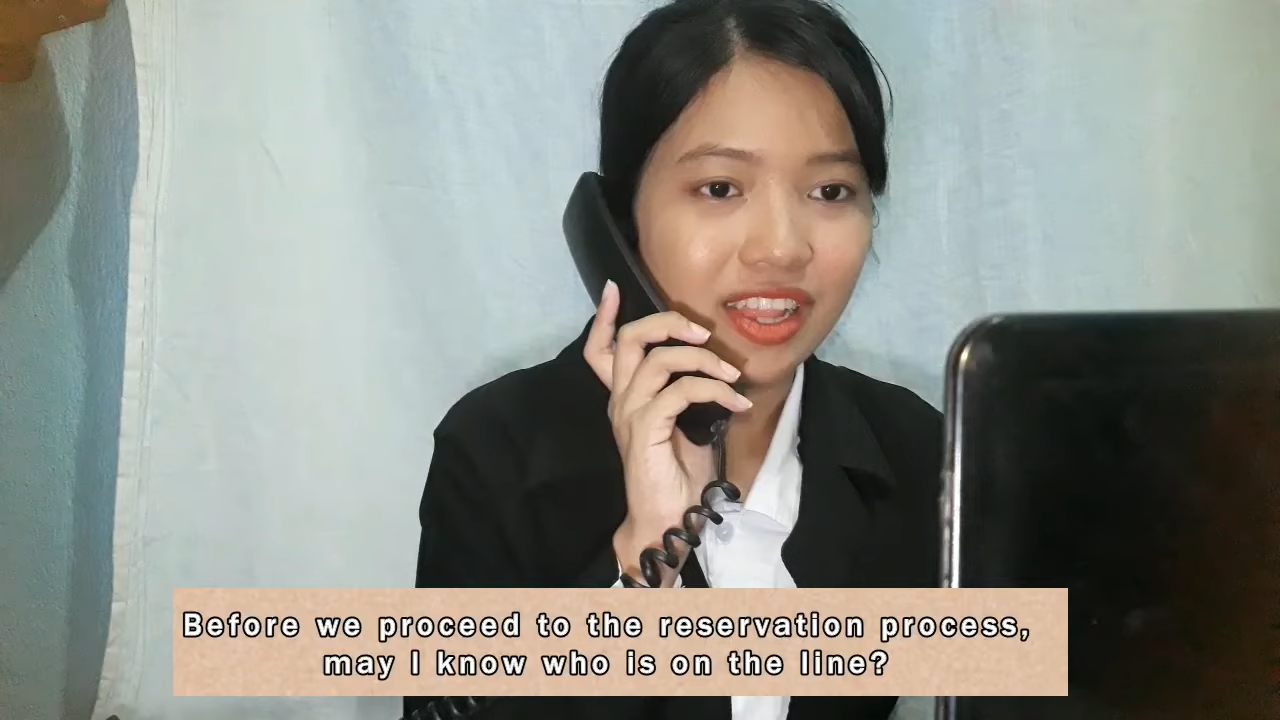 Before we proceed to the reservation process,
may I know who is on the line?